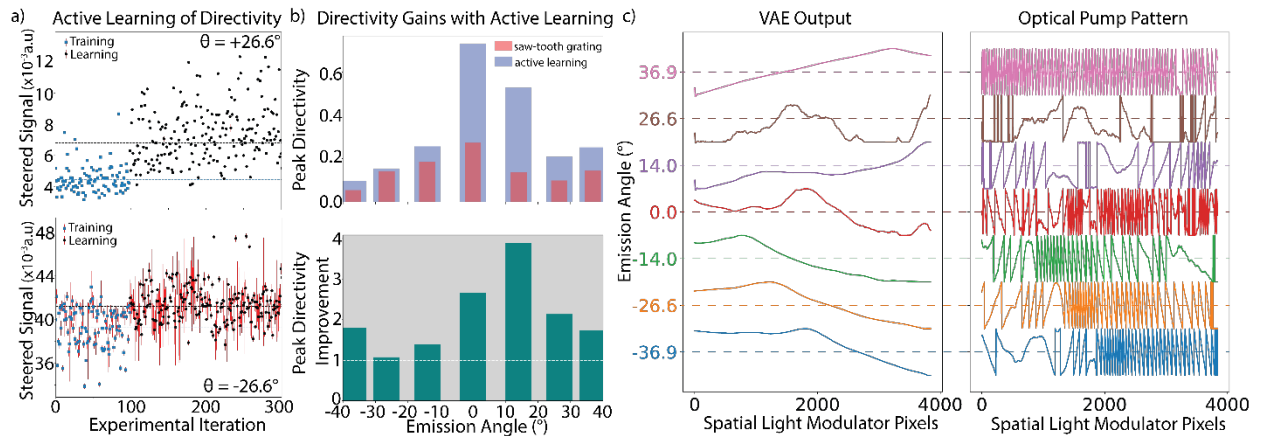 a) Active Learning of Directivity
Training
Learning
θ = +26.6°
12
10
8
6
4
Steered Signal (x10⁻³a.u)
Training
Learning
48
44
40
36
Steered Signal (x10⁻³a.u)
θ = -26.6°
0 100 200 300
Experimental Iteration
b) Directivity Gains with Active Learning
saw-tooth grating
active learning
0.6
0.4
0.2
0.0
Peak Directivity
4
3
2
1
Peak Directivity
Improvement
-40 -30 -20 -10 0 10 20 30 40
Emission Angle (°)
c) VAE Output
Optical Pump Pattern
36.9
26.6
14.0
0.0
-14.0
-26.6
-36.9
Emission Angle (°)
0 2000 4000
Spatial Light Modulator Pixels
0 2000 4000
Spatial Light Modulator Pixels